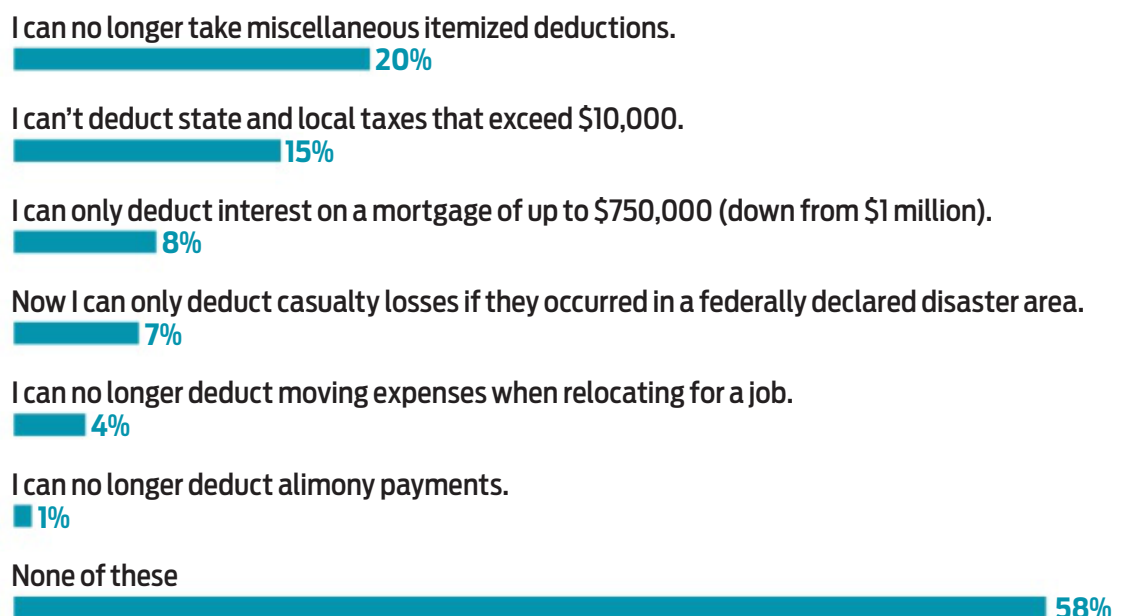 I can no longer take miscellaneous itemized deductions.
20%
I can’t deduct state and local taxes that exceed $10,000.
15%
I can only deduct interest on a mortgage of up to $750,000 (down from $1 million).
8%
Now I can only deduct casualty losses if they occurred in a federally declared disaster area.
7%
I can no longer deduct moving expenses when relocating for a job.
4%
I can no longer deduct alimony payments.
1%
None of these
58%